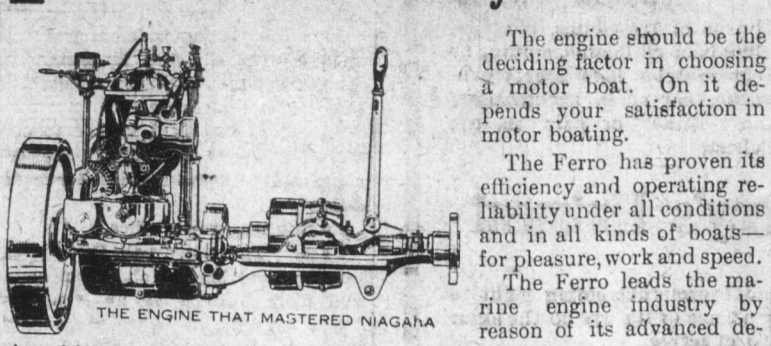 The engine should be the
deciding factor in choosing
a motor boat. On it de-
pends your satisfaction in
motor boating.
The Ferro has proven its
efficiency and operating re-
liability under all conditions
and in all kinds of boats—
for pleasure, work and speed.
The Ferro leads the ma-
rine engine industry by
reason of its advanced de-
THE ENGINE THAT MASTERED NIAGARA